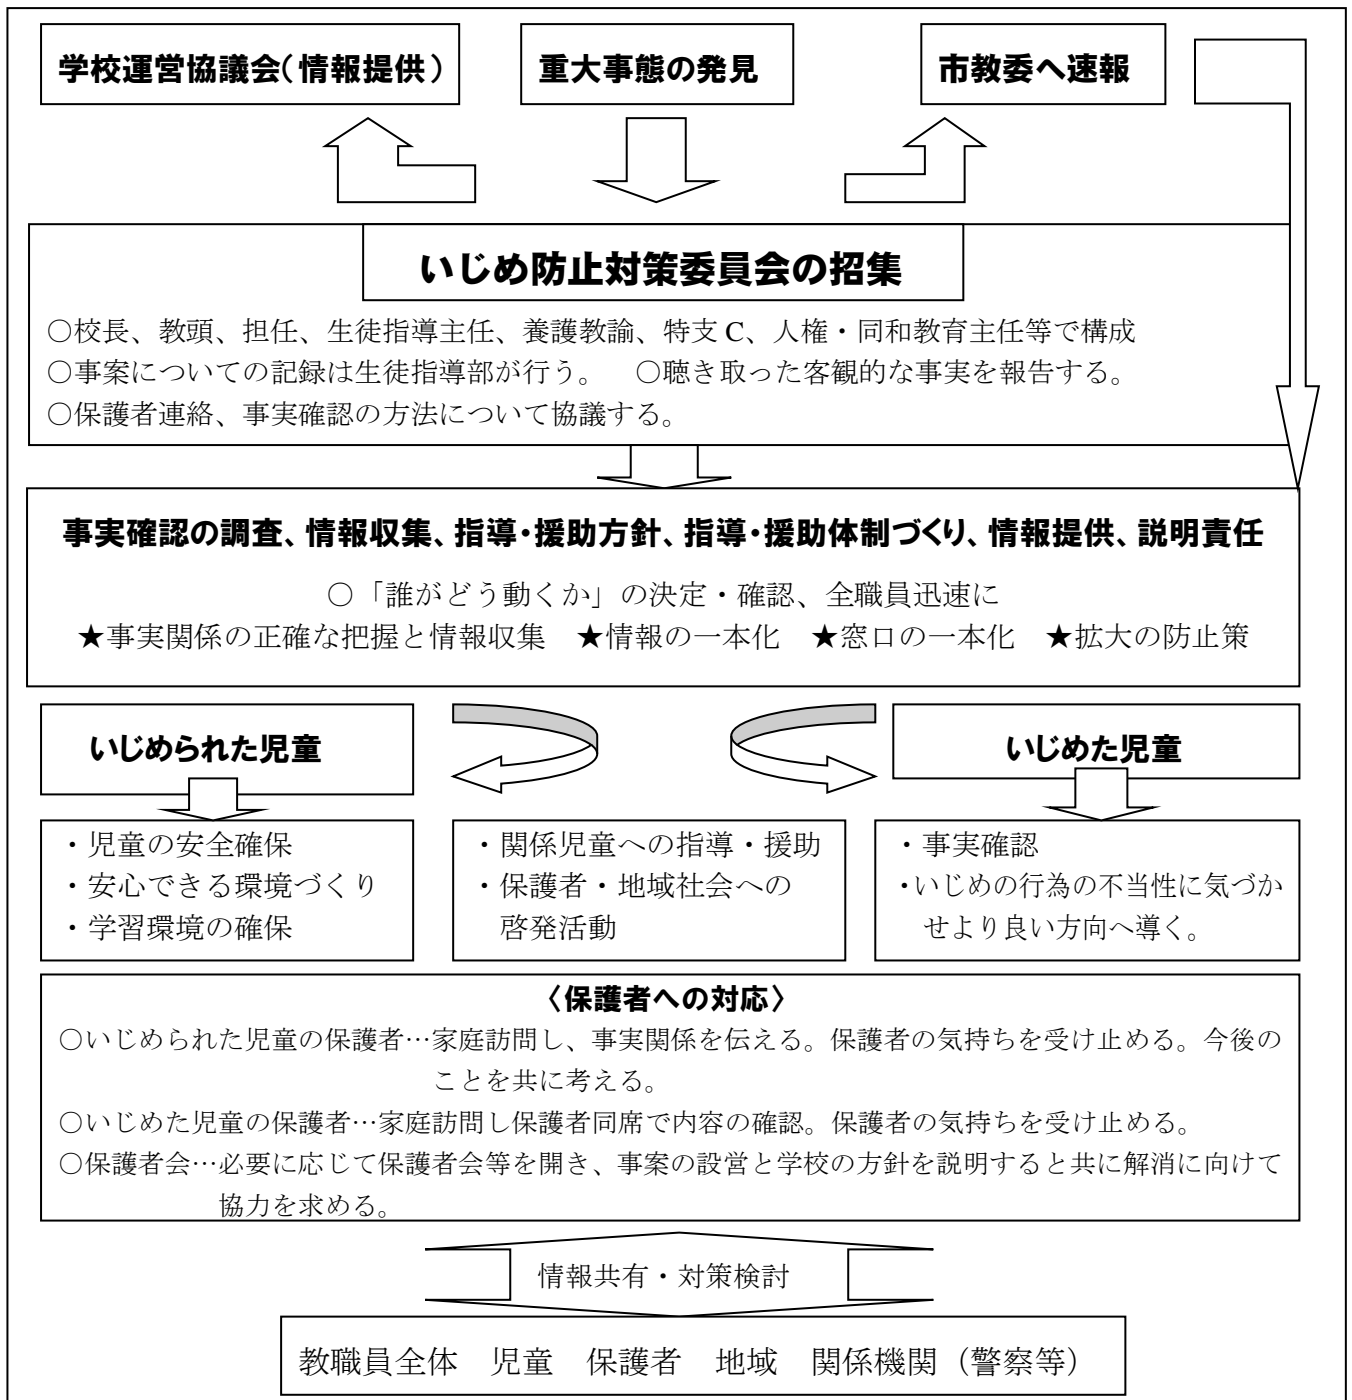 学校運営協議会(情報提供)
重大事態の発見
市教委へ速報
いじめ防止対策委員会の招集
○校長、教頭、担任、生徒指導主任、養護教諭、特支 C、人権・同和教育主任等で構成
○事案についての記録は生徒指導部が行う。 ○聴き取った客観的な事実を報告する。
○保護者連絡、事実確認の方法について協議する。
事実確認の調査、情報収集、指導・援助方針、指導・援助体制づくり、情報提供、説明責任
○「誰がどう動くか」の決定・確認、全職員迅速に
★事実関係の正確な把握と情報収集 ★情報の一本化 ★窓口の一本化 ★拡大の防止策
いじめられた児童
いじめた児童
・児童の安全確保
・安心できる環境づくり
・学習環境の確保
・関係児童への指導・援助
・保護者・地域社会への
啓発活動
・事実確認
・いじめの行為の不当性に気づか
せより良い方向へ導く。
〈保護者への対応〉
○いじめられた児童の保護者…家庭訪問し、事実関係を伝える。保護者の気持ちを受け止める。今後の
ことを共に考える。
○いじめた児童の保護者…家庭訪問し保護者同席で内容の確認。保護者の気持ちを受け止める。
○保護者会…必要に応じて保護者会等を開き、事案の設営と学校の方針を説明すると共に解消に向けて
協力を求める。
情報共有・対策検討
教職員全体 児童 保護者 地域 関係機関(警察等)